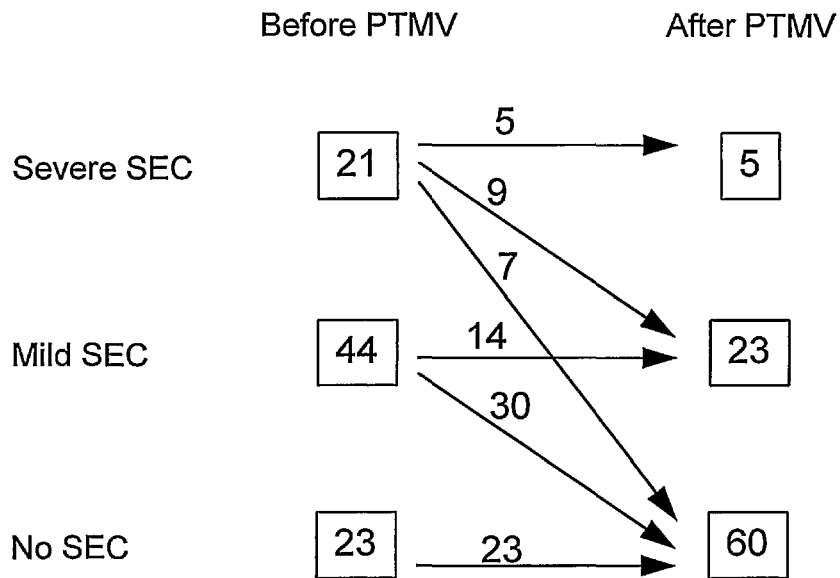 Before PTMV After PTMV
5
Severe SEC 21 5
9
7
Mild SEC 44 14 23
30
No SEC 23 23 60